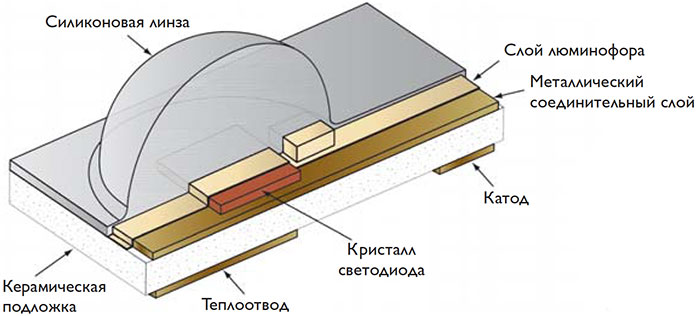 Силиконовая линза
Слой люминофора
Металлический
соединительный слой
Катод
Кристалл
светодиода
Теплоотвод
Керамическая
подложка